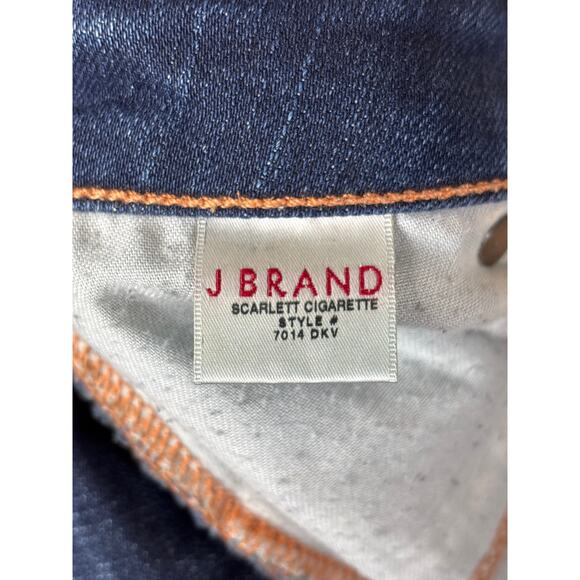 J BRAND
SCARLETT CIGARETTE
STYLE #
7014 DKV